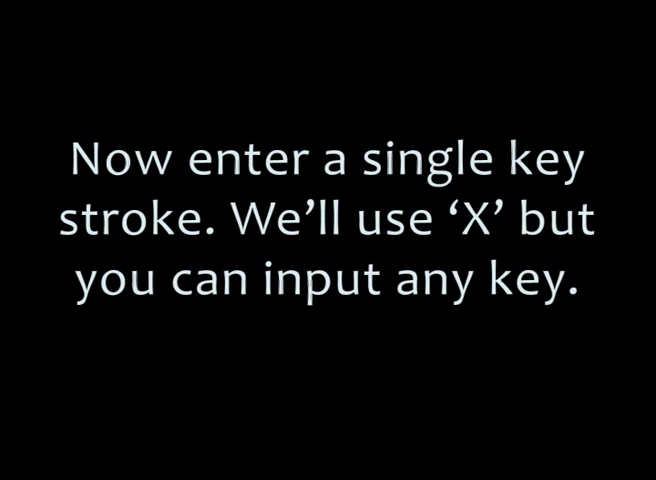 Now enter a single key
stroke. We’ll use ‘X’ but
you can input any key.